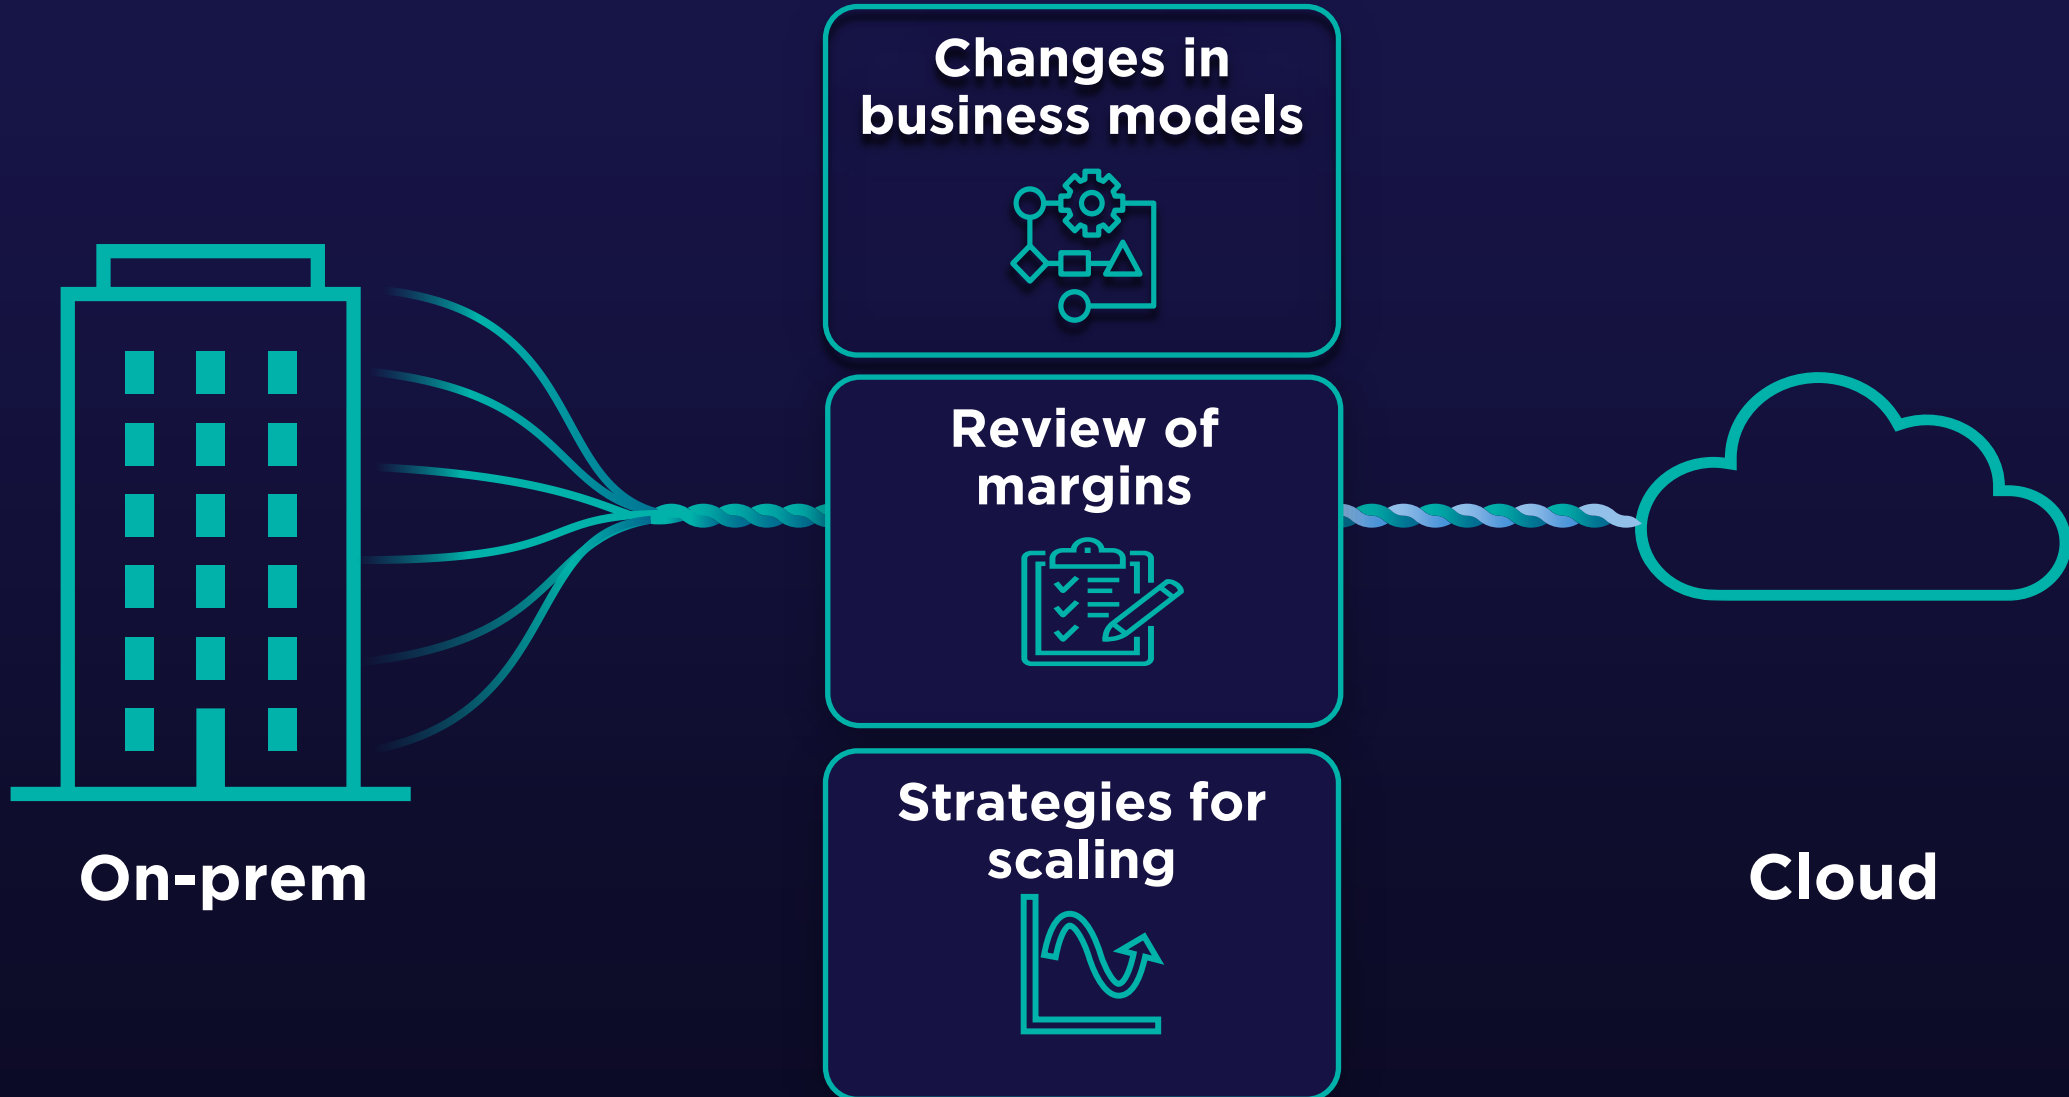 Changes in
business models
Review of
margins
Strategies for
scaling
On-prem
Cloud